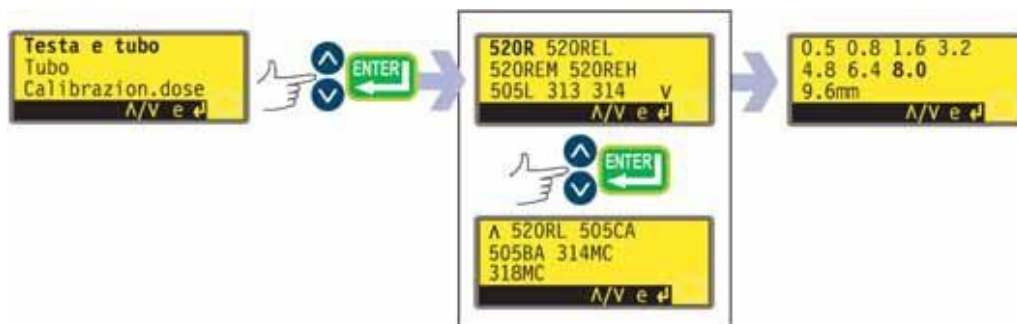 Testa e tubo
Tubo
Calibrazion.dose
Λ/V e ↲
ENTER
520R 520REL
520REM 520REH
505L 313 314 v
Λ/V e ↲
ENTER
Λ 520RL 505CA
505BA 314MC
318MC
Λ/V e ↲
0.5 0.8 1.6 3.2
4.8 6.4 8.0
9.6mm
Λ/V e ↲